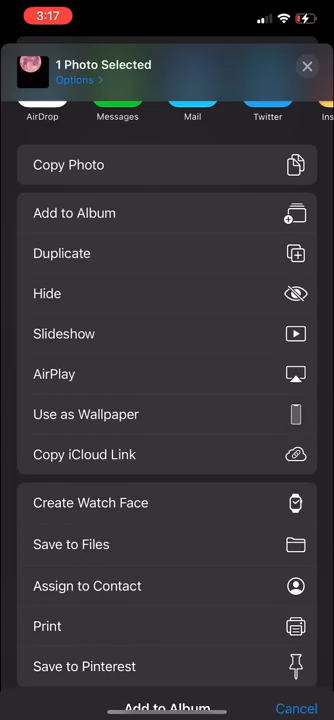 3:17
1 Photo Selected
Options >
AirDrop Messages Mail Twitter Ins
Copy Photo
Add to Album
Duplicate
Hide
Slideshow
AirPlay
Use as Wallpaper
Copy iCloud Link
Create Watch Face
Save to Files
Assign to Contact
Print
Save to Pinterest
Add to Album Cancel